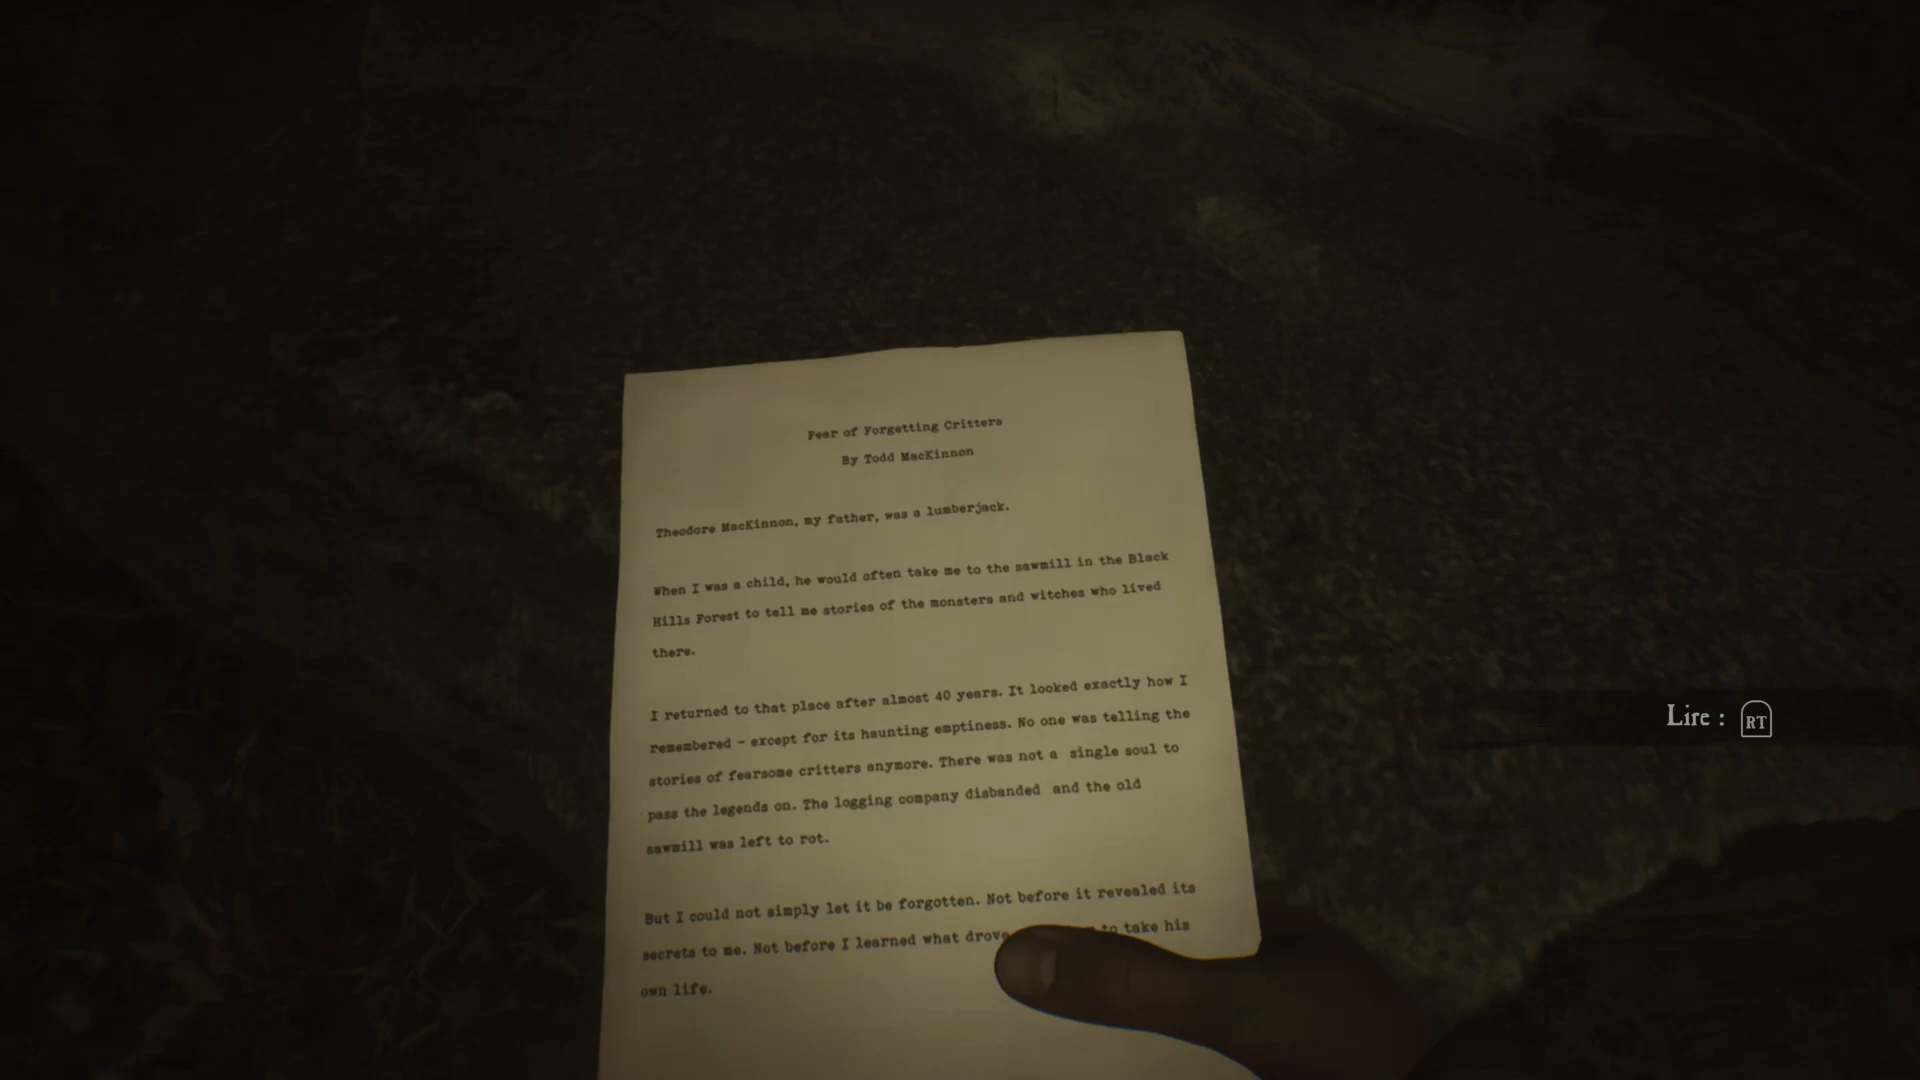 Fear of Forgetting Critters
By Todd MacKinnon
Theodore MacKinnon, my father, was a lumberjack.
When I was a child, he would often take me to the sawmill in the Black
Hills Forest to tell me stories of the monsters and witches who lived
there.
I returned to that place after almost 40 years. It looked exactly how I
remembered - except for its haunting emptiness. No one was telling the
stories of fearsome critters anymore. There was not a single soul to
pass the legends on. The logging company disbanded and the old
sawmill was left to rot.
Lire : RT
But I could not simply let it be forgotten. Not before it revealed its
secrets to me. Not before I learned what drove to take his
own life.